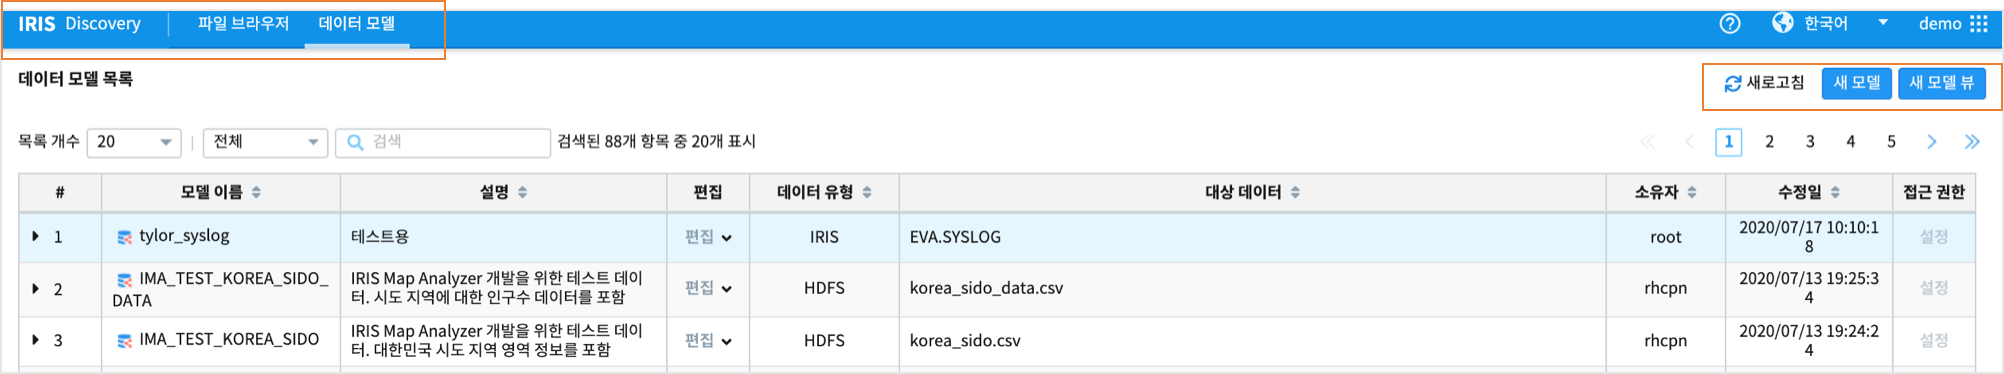 IRIS Discovery 파일 브라우저 데이터 모델 한국어 demo
데이터 모델 목록 새로고침 새 모델 새 모델 뷰
목록 개수 20 전체 검색 검색된 88개 항목 중 20개 표시 1 2 3 4 5
# 모델 이름 설명 편집 데이터 유형 대상 데이터 소유자 수정일 접근 권한
1 tylor_syslog 테스트용 편집 IRIS EVA.SYSLOG root 2020/07/17 10:10:1
8 설정
2 IMA_TEST_KOREA_SIDO_ IRIS Map Analyzer 개발을 위한 테스트 데이 편집 HDFS korea_sido_data.csv rhcpn 2020/07/13 19:25:3
DATA 터. 시도 지역에 대한 인구수 데이터를 포함 4 설정
3 IMA_TEST_KOREA_SIDO IRIS Map Analyzer 개발을 위한 테스트 데이 편집 HDFS korea_sido.csv rhcpn 2020/07/13 19:24:2
터. 대한민국 시도 지역 영역 정보를 포함 4 설정